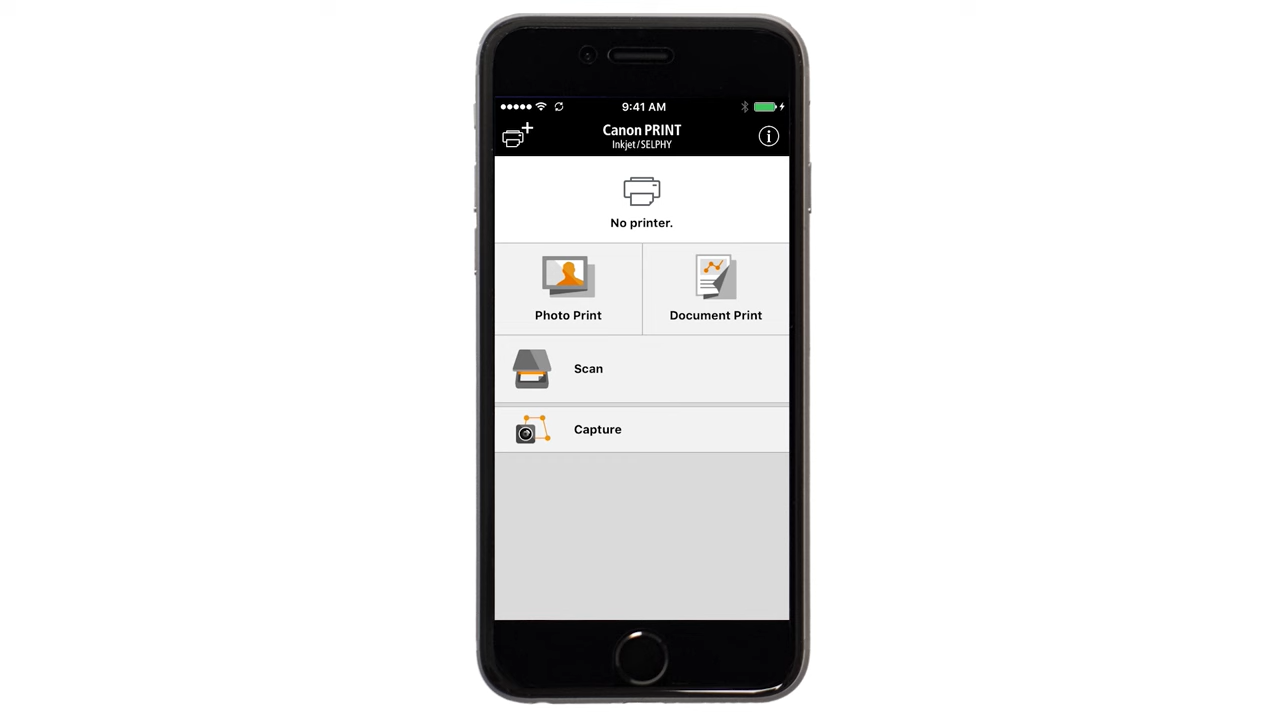 9:41 AM
Canon PRINT
Inkjet/SELPHY
No printer.
Photo Print
Document Print
Scan
Capture